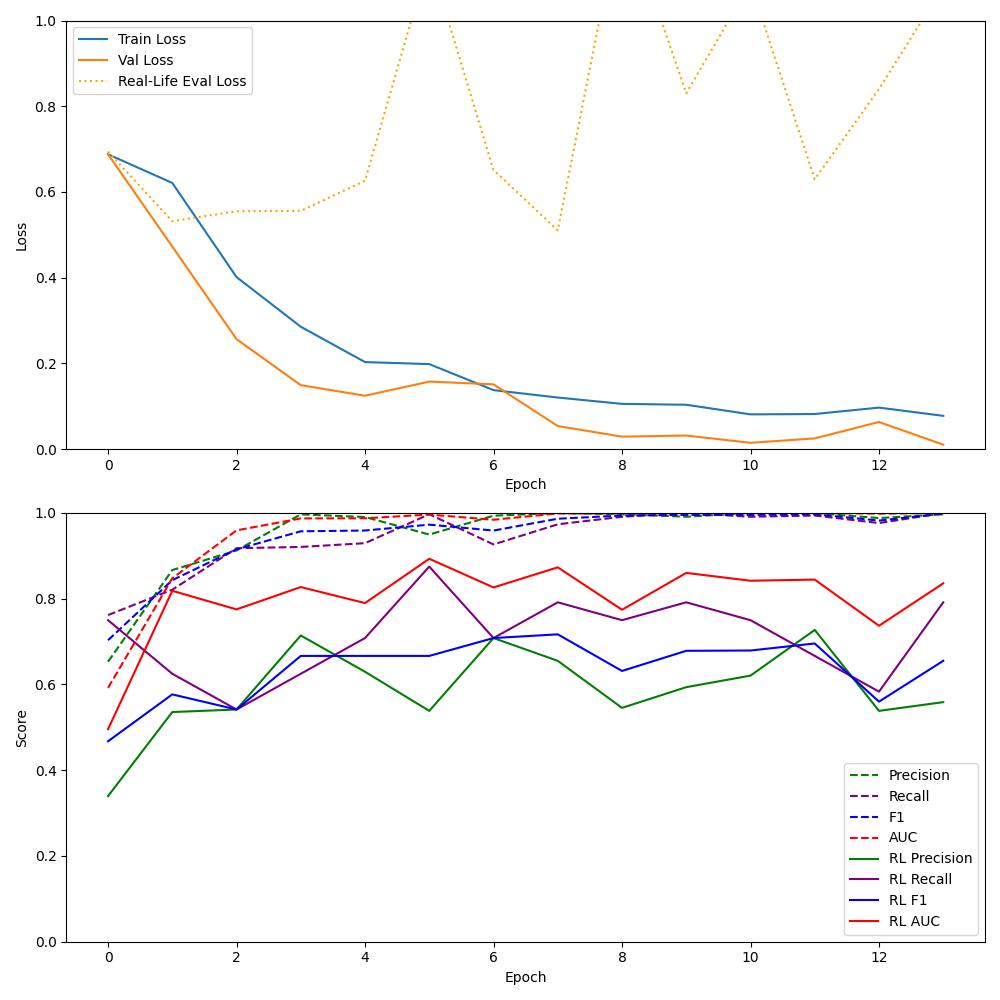 1.0
0.8
0.6
0.4
0.2
0.0
Loss
Train Loss
Val Loss
Real-Life Eval Loss
0 2 4 6 8 10 12
Epoch
1.0
0.8
0.6
0.4
0.2
0.0
Score
Precision
Recall
F1
AUC
RL Precision
RL Recall
RL F1
RL AUC
0 2 4 6 8 10 12
Epoch